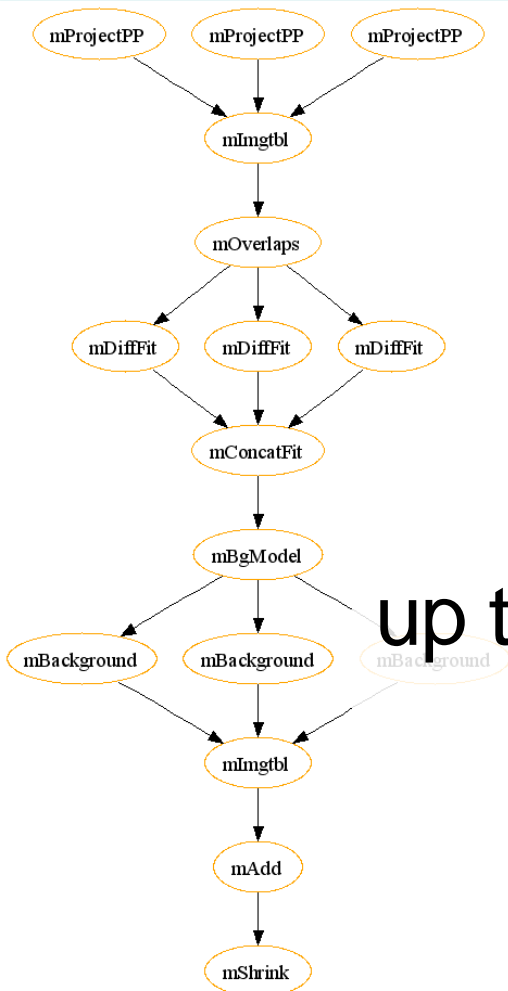 mProjectPP mProjectPP mProjectPP
mImgtbl
mOverlaps
mDiffFit mDiffFit mDiffFit
mConcatFit
mBgModel
up t
mBackground mBackground mBackground
mImgtbl
mAdd
mShrink